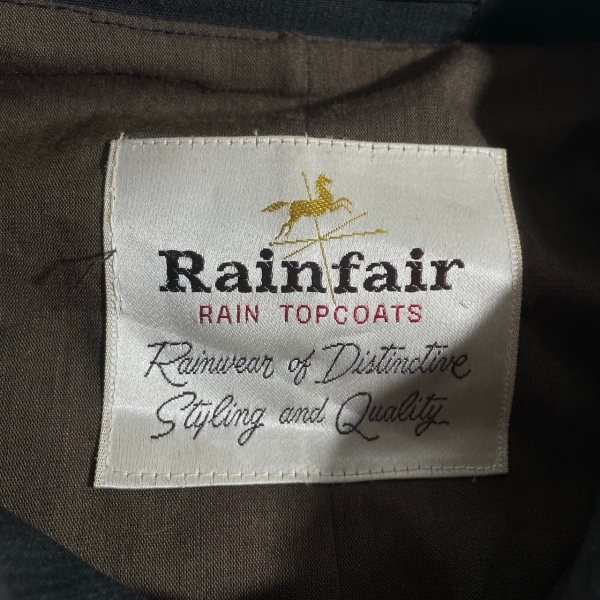 Rainfair
RAIN TOPCOATS
Rainwear of Distinctive
Styling and Quality